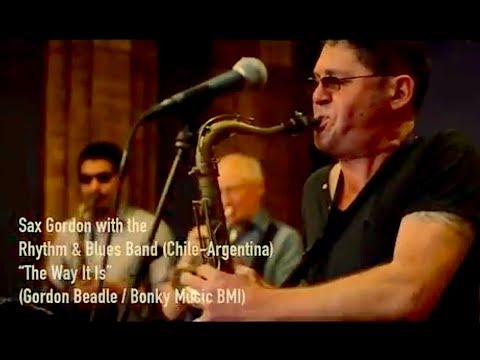 Sax Gordon with the
Rhythm & Blues Band (Chile-Argentina)
“The Way It Is”
(Gordon Beadle / Bonky Music BMI)